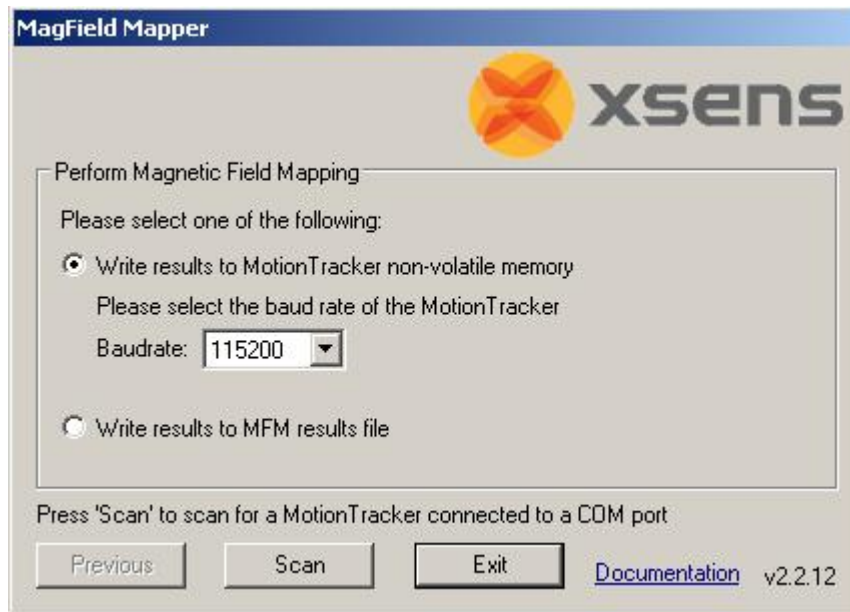 MagField Mapper
xsens
Perform Magnetic Field Mapping
Please select one of the following:
Write results to MotionTracker non-volatile memory
Please select the baud rate of the MotionTracker
Baudrate: 115200
Write results to MFM results file
Press 'Scan' to scan for a MotionTracker connected to a COM port
Previous Scan Exit Documentation v2.2.12